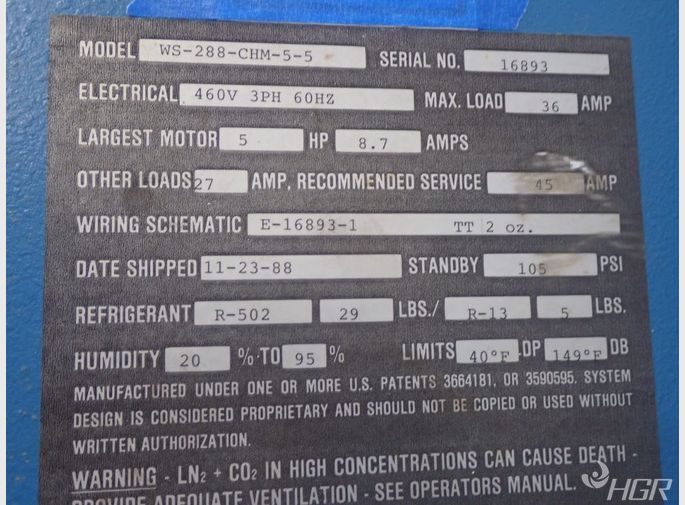 MODEL WS-288-CHM-5-5 SERIAL NO. 16893
ELECTRICAL 460V 3PH 60HZ MAX. LOAD 36 AMP
LARGEST MOTOR 5 HP 8.7 AMPS
OTHER LOADS 27 AMP. RECOMMENDED SERVICE 45 AMP
WIRING SCHEMATIC E-16893-1 TT 2 oz.
DATE SHIPPED 11-23-88 STANDBY 105 PSI
REFRIGERANT R-502 29 LBS./ R-13 5 LBS.
HUMIDITY 20 % TO 95 % LIMITS 40°F DP 149°F DB
MANUFACTURED UNDER ONE OR MORE U.S. PATENTS 3664181, OR 3590595. SYSTEM
DESIGN IS CONSIDERED PROPRIETARY AND SHOULD NOT BE COPIED OR USED WITHOUT
WRITTEN AUTHORIZATION.
WARNING - LN2 + CO2 IN HIGH CONCENTRATIONS CAN CAUSE DEATH -
PROVIDE ADEQUATE VENTILATION - SEE OPERATORS MANUAL.
HGR